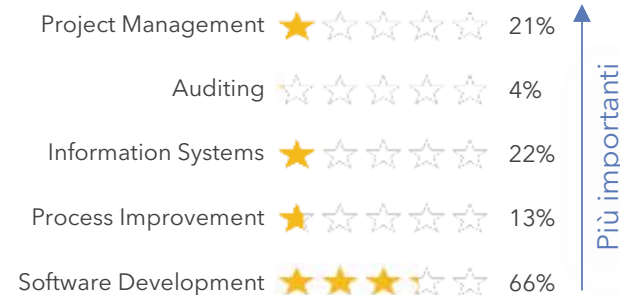 Project Management 21%
Auditing 4%
Information Systems 22%
Process Improvement 13%
Software Development 66%
Più importanti